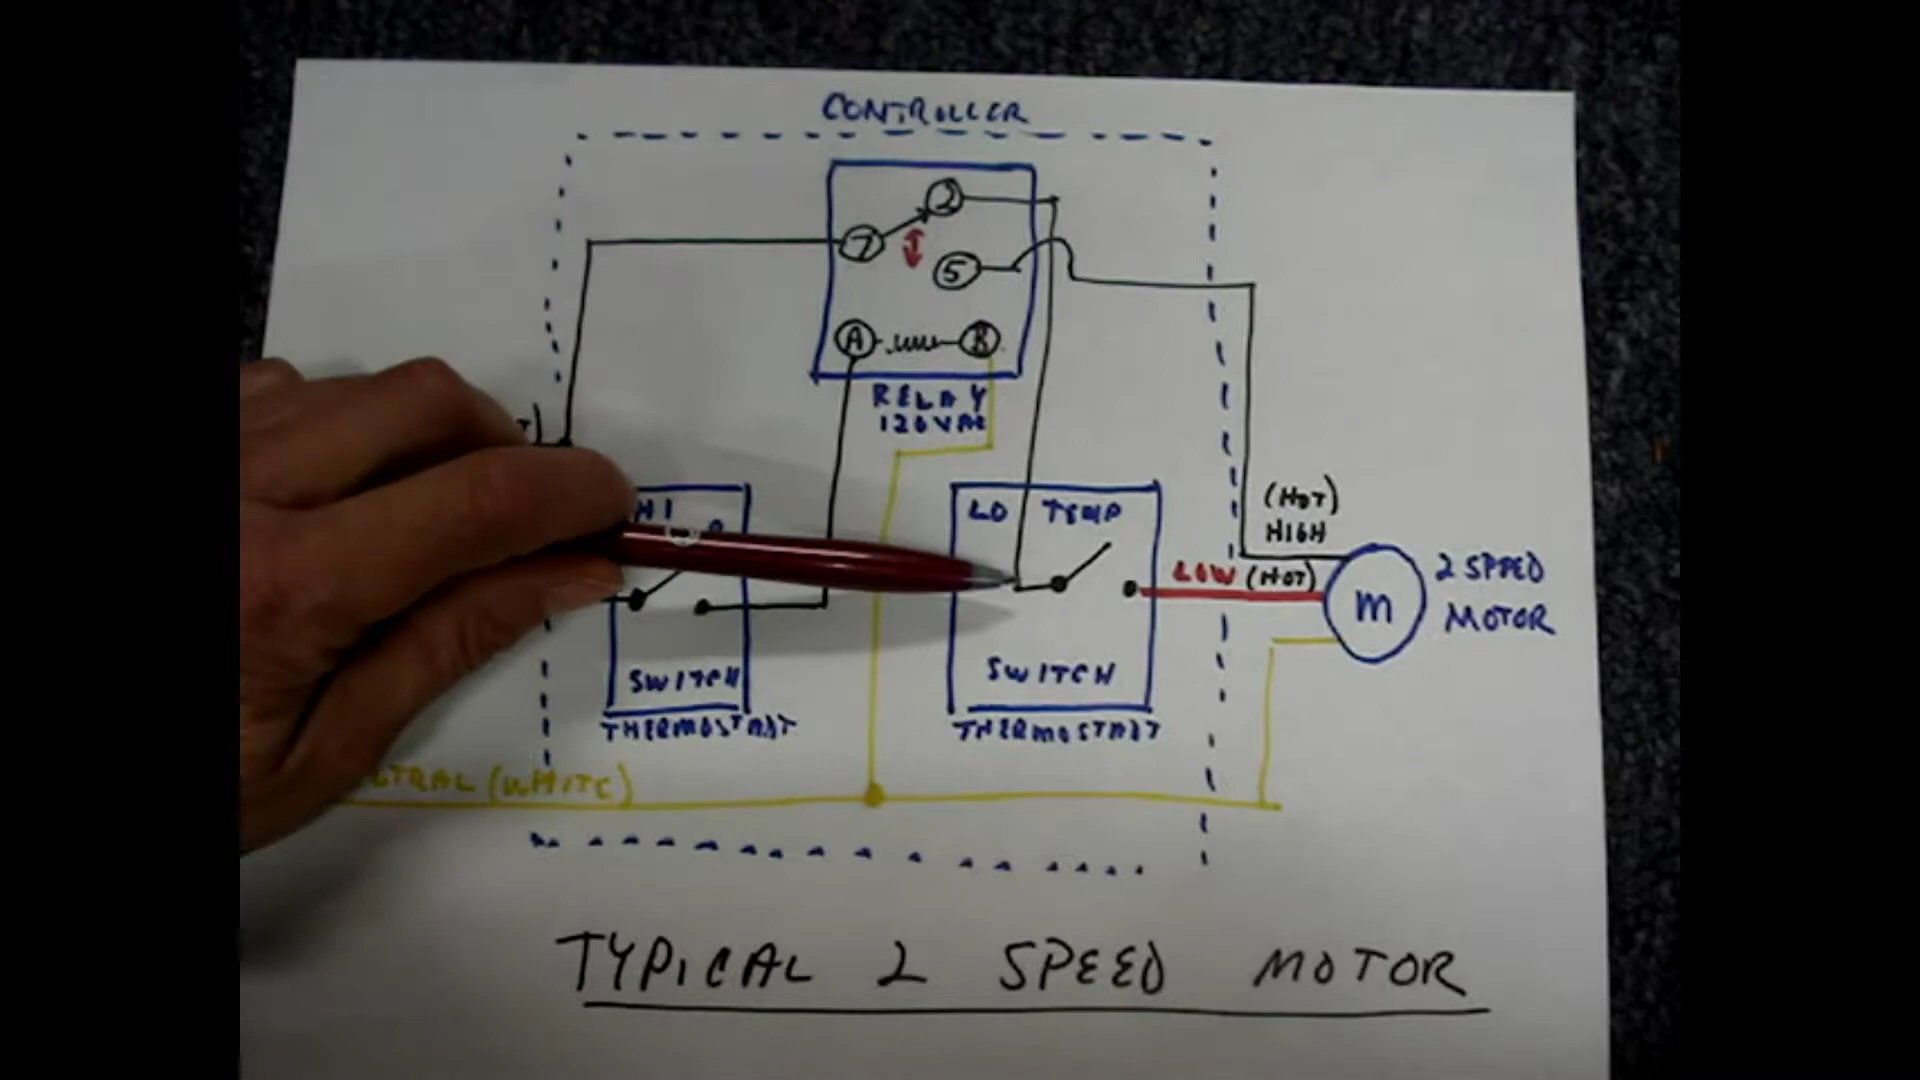 CONTROLLER
2
7
5
A B
RELAY
120VAC
HI
LO TEMP
(HOT)
HIGH
LOW (HOT)
2 SPEED
MOTOR
M
SWITCH
SWITCH
THERMOSTAT
THERMOSTAT
(WHITE)
TYPICAL 2 SPEED MOTOR